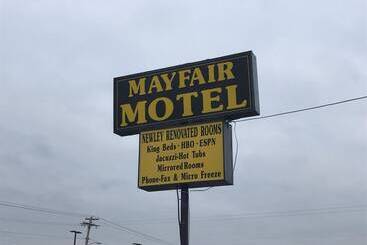 MAYFAIR
MOTEL
NEWLEY RENOVATED ROOMS
King Beds · HBO · ESPN
Jacuzzi-Hot Tubs
Mirrored Rooms
Phone-Fax & Micro Freeze